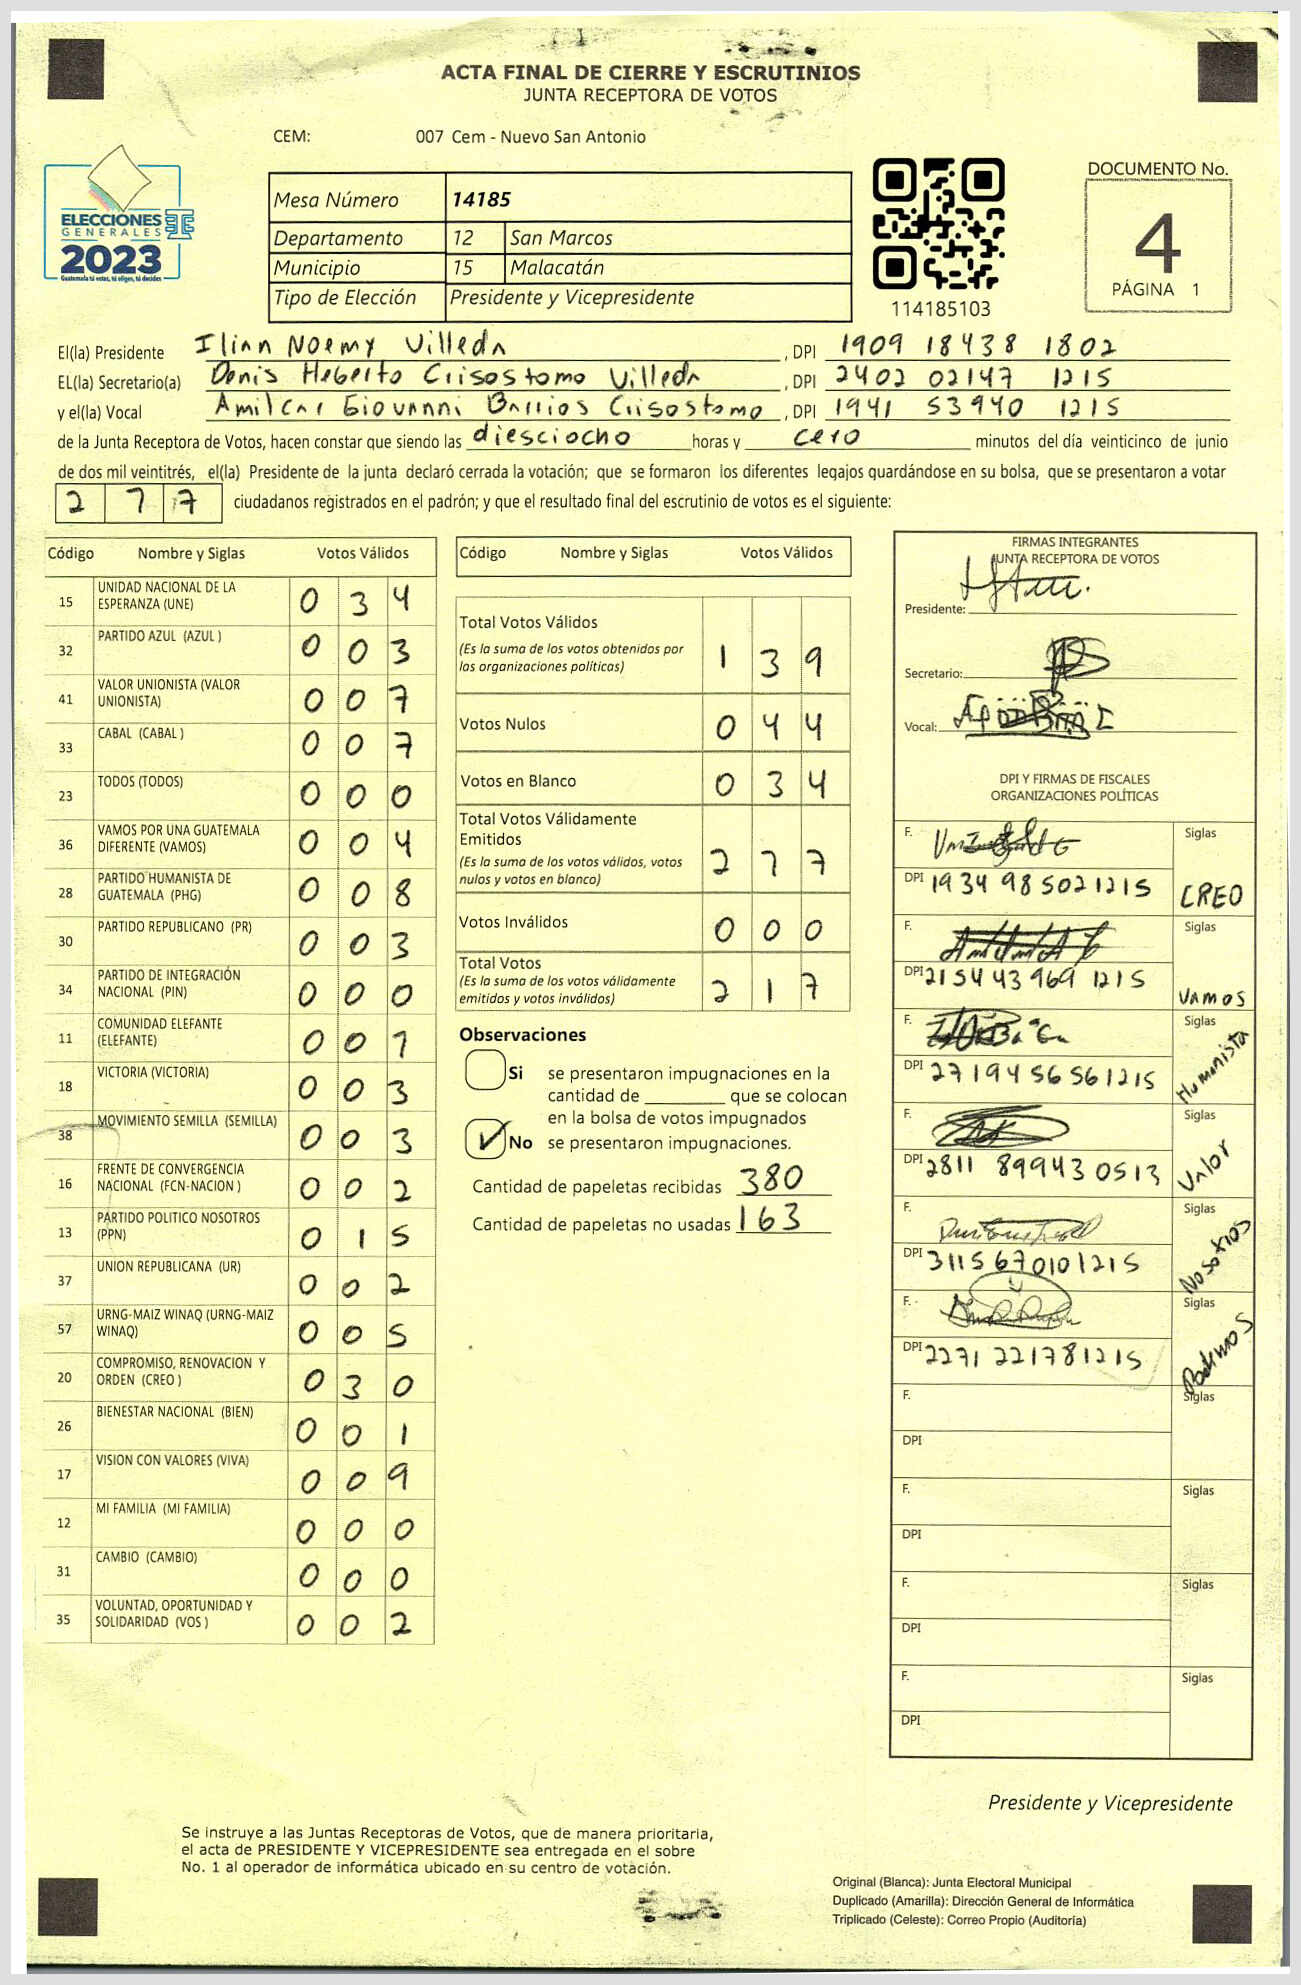 ACTA FINAL DE CIERRE Y ESCRUTINIOS
JUNTA RECEPTORA DE VOTOS
CEM: 007 Cem - Nuevo San Antonio
ELECCIONES
GENERALES
2023
Guatemala tú votas, tú eliges, tú decides
Mesa Número 14185
Departamento 12 San Marcos
Municipio 15 Malacatán
Tipo de Elección Presidente y Vicepresidente
114185103
DOCUMENTO No.
4
PÁGINA 1
El(la) Presidente Ilian Noemy Villeda , DPI 1909 18438 1802
EL(la) Secretario(a) Denis Heberto Crisostomo Villeda , DPI 2402 02147 1215
y el(la) Vocal Amilcar Giovanni Barrios Crisostomo , DPI 1941 53940 1215
de la Junta Receptora de Votos, hacen constar que siendo las diesciocho horas y cero minutos del día veinticinco de junio
de dos mil veintitrés, el(la) Presidente de la junta declaró cerrada la votación; que se formaron los diferentes legajos guardándose en su bolsa, que se presentaron a votar
2 7 7 ciudadanos registrados en el padrón; y que el resultado final del escrutinio de votos es el siguiente:
Código Nombre y Siglas Votos Válidos
15 UNIDAD NACIONAL DE LA ESPERANZA (UNE) 0 3 4
32 PARTIDO AZUL (AZUL ) 0 0 3
41 VALOR UNIONISTA (VALOR UNIONISTA) 0 0 7
33 CABAL (CABAL ) 0 0 7
23 TODOS (TODOS) 0 0 0
36 VAMOS POR UNA GUATEMALA DIFERENTE (VAMOS) 0 0 4
28 PARTIDO HUMANISTA DE GUATEMALA (PHG) 0 0 8
30 PARTIDO REPUBLICANO (PR) 0 0 3
34 PARTIDO DE INTEGRACIÓN NACIONAL (PIN) 0 0 0
11 COMUNIDAD ELEFANTE (ELEFANTE) 0 0 1
18 VICTORIA (VICTORIA) 0 0 3
38 MOVIMIENTO SEMILLA (SEMILLA) 0 0 3
16 FRENTE DE CONVERGENCIA NACIONAL (FCN-NACION ) 0 0 2
13 PARTIDO POLITICO NOSOTROS (PPN) 0 1 5
37 UNION REPUBLICANA (UR) 0 0 2
57 URNG-MAIZ WINAQ (URNG-MAIZ WINAQ) 0 0 5
20 COMPROMISO, RENOVACION Y ORDEN (CREO ) 0 3 0
26 BIENESTAR NACIONAL (BIEN) 0 0 1
17 VISION CON VALORES (VIVA) 0 0 9
12 MI FAMILIA (MI FAMILIA) 0 0 0
31 CAMBIO (CAMBIO) 0 0 0
35 VOLUNTAD, OPORTUNIDAD Y SOLIDARIDAD (VOS ) 0 0 2
Código Nombre y Siglas Votos Válidos
Total Votos Válidos 1 3 9
(Es la suma de los votos obtenidos por
las organizaciones políticas)
Votos Nulos 0 4 4
Votos en Blanco 0 3 4
Total Votos Válidamente
Emitidos 2 7 7
(Es la suma de los votos válidos, votos
nulos y votos en blanco)
Votos Inválidos 0 0 0
Total Votos 2 1 7
(Es la suma de los votos válidamente
emitidos y votos inválidos)
Observaciones
Si se presentaron impugnaciones en la
cantidad de ________ que se colocan
en la bolsa de votos impugnados
No se presentaron impugnaciones.
Cantidad de papeletas recibidas 380
Cantidad de papeletas no usadas 163
FIRMAS INTEGRANTES
JUNTA RECEPTORA DE VOTOS
Presidente:
Secretario:
Vocal:
DPI Y FIRMAS DE FISCALES
ORGANIZACIONES POLÍTICAS
F. Siglas
DPI 1934 98502 1215 CREO
F. Siglas
DPI 2154 43969 1215 VAMOS
F. Siglas
DPI 27194 56561215 Humanista
F. Siglas
DPI 2811 89943 0513 Valor
F. Siglas
DPI 3115 670101215 Nosotros
F. Siglas
DPI 2271 221781215 Podemos
F. Siglas
DPI
F. Siglas
DPI
F. Siglas
DPI
F. Siglas
DPI
Presidente y Vicepresidente
Se instruye a las Juntas Receptoras de Votos, que de manera prioritaria,
el acta de PRESIDENTE Y VICEPRESIDENTE sea entregada en el sobre
No. 1 al operador de informática ubicado en su centro de votación.
Original (Blanca): Junta Electoral Municipal
Duplicado (Amarilla): Dirección General de Informática
Triplicado (Celeste): Correo Propio (Auditoría)